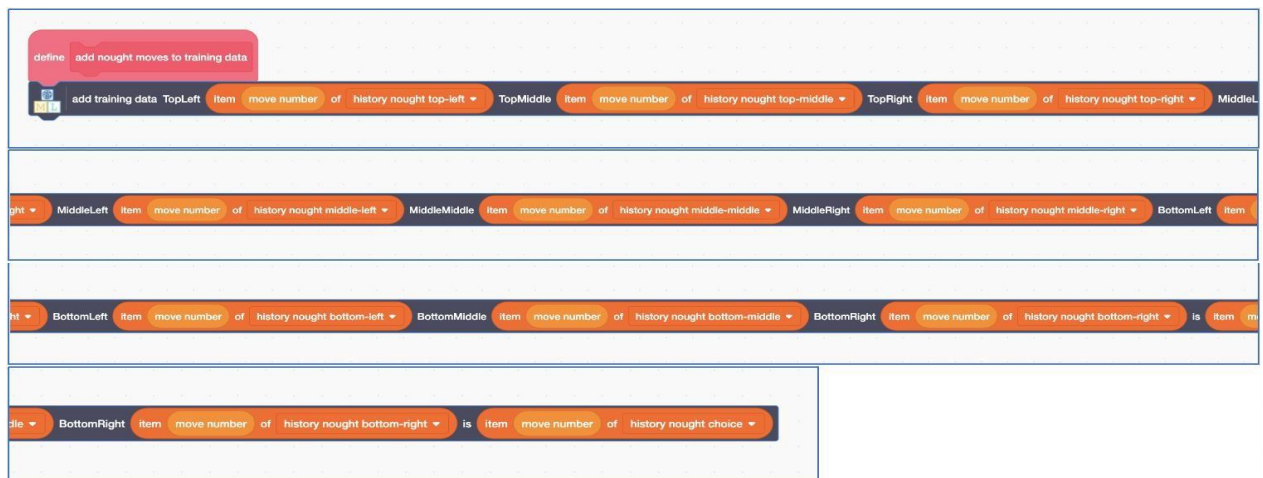 define add nought moves to training data
ML add training data TopLeft item move number of history nought top-left TopMiddle item move number of history nought top-middle TopRight item move number of history nought top-right MiddleL
ght MiddleLeft item move number of history nought middle-left MiddleMiddle item move number of history nought middle-middle MiddleRight item move number of history nought middle-right BottomLeft item
ht BottomLeft item move number of history nought bottom-left BottomMiddle item move number of history nought bottom-middle BottomRight item move number of history nought bottom-right is item m
dle BottomRight item move number of history nought bottom-right is item move number of history nought choice